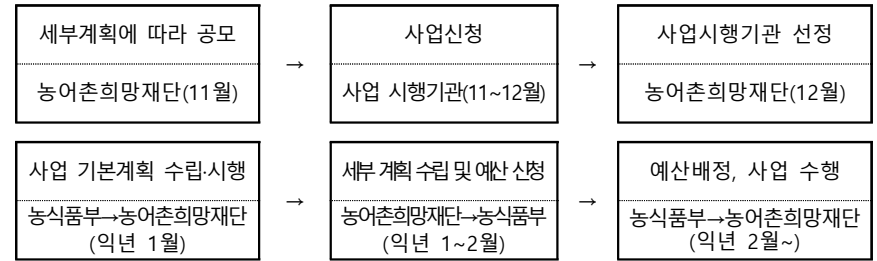 세부계획에 따라 공모
농어촌희망재단(11월)
→
사업신청
사업 시행기관(11~12월)
→
사업시행기관 선정
농어촌희망재단(12월)
사업 기본계획 수립·시행
농식품부→농어촌희망재단
(익년 1월)
→
세부 계획 수립 및 예산 신청
농어촌희망재단→농식품부
(익년 1~2월)
→
예산배정, 사업 수행
농식품부→농어촌희망재단
(익년 2월~)